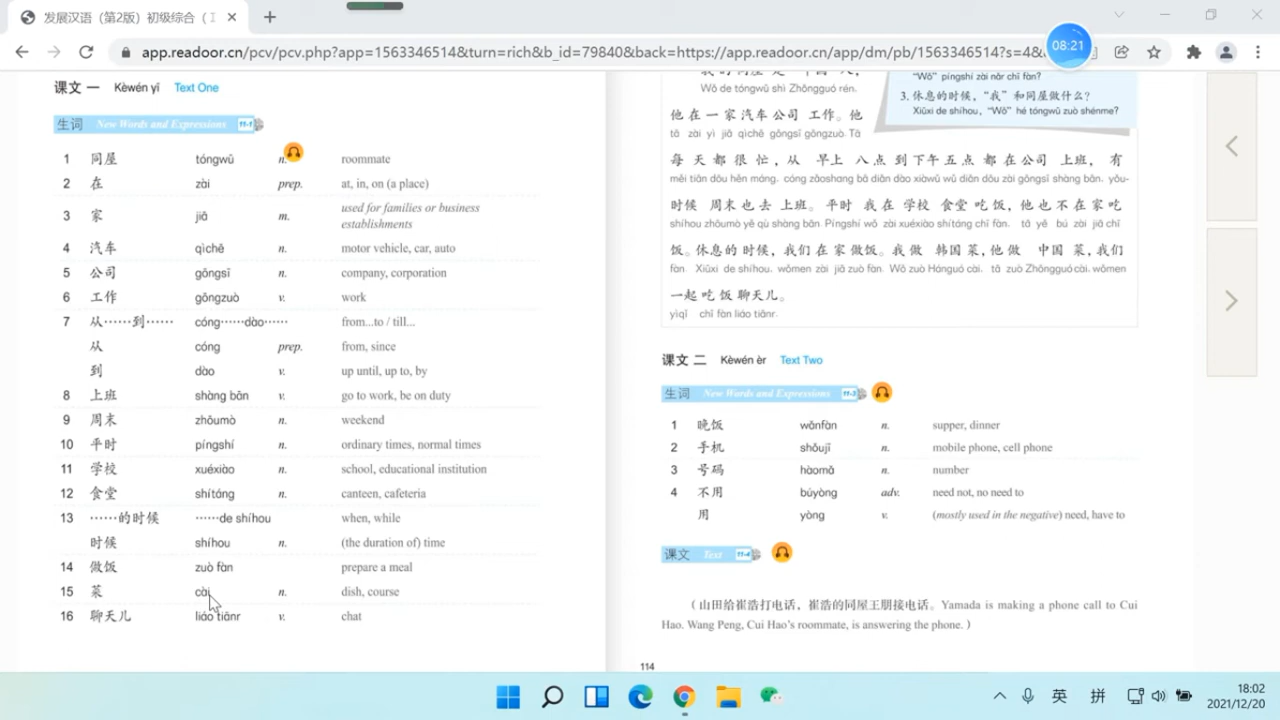 发展汉语（第2版）初级综合（
app.readoor.cn/pcv/pcv.php?app=1563346514&turn=rich&b_id=79840&back=https://app.readoor.cn/app/dm/pb/1563346514?s=4&
08:21
课文 一 Kèwén yī Text One
生词 New Words and Expressions 11-1
1 同屋 tóngwū n. roommate
2 在 zài prep. at, in, on (a place)
3 家 jiā m. used for families or business
establishments
4 汽车 qìchē n. motor vehicle, car, auto
5 公司 gōngsī n. company, corporation
6 工作 gōngzuò v. work
7 从······到······ cóng······dào······ from...to / till...
从 cóng prep. from, since
到 dào v. up until, up to, by
8 上班 shàng bān v. go to work, be on duty
9 周末 zhōumò n. weekend
10 平时 píngshí n. ordinary times, normal times
11 学校 xuéxiào n. school, educational institution
12 食堂 shítáng n. canteen, cafeteria
13 ······的时候 ······de shíhou when, while
时候 shíhou n. (the duration of) time
14 做饭 zuò fàn prepare a meal
15 菜 cài n. dish, course
16 聊天儿 liáo tiānr v. chat
我的同屋是中国人，
Wǒ de tóngwū shì Zhōngguó rén.
“Wǒ” píngshí zài nǎr chī fàn?
3. 休息的时候，“我”和同屋做什么？
Xiūxi de shíhou, “Wǒ” hé tóngwū zuò shénme?
他 在 一 家 汽车 公司 工作。他
tā zài yì jiā qìchē gōngsī gōngzuò. Tā
每 天 都 很 忙，从 早上 八 点 到 下午 五 点 都 在 公司 上班，有
měi tiān dōu hěn máng. cóng zǎoshang bā diǎn dào xiàwǔ wǔ diǎn dōu zài gōngsī shàng bān. yǒu-
时候 周末 也 去 上班。平时 我 在 学校 食堂 吃 饭，他 也 不 在 家 吃
shíhou zhōumò yě qù shàng bān. Píngshí wǒ zài xuéxiào shítáng chī fàn. tā yě bú zài jiā chī
饭。休息的 时候，我们 在 家 做饭。我 做 韩国 菜，他 做 中国 菜，我们
fàn Xiūxi de shíhou. wǒmen zài jiā zuò fàn Wǒ zuò Hánguó cài. tā zuò Zhōngguó cài. wǒmen
一起 吃 饭 聊天儿。
yìqǐ chī fàn liáo tiānr.
课文 二 Kèwén èr Text Two
生词 New Words and Expressions 11-3
1 晚饭 wǎnfàn n. supper, dinner
2 手机 shǒujī n. mobile phone, cell phone
3 号码 hàomǎ n. number
4 不用 búyòng adv. need not, no need to
用 yòng v. (mostly used in the negative) need, have to
课文 Text 11-4
（山田给崔浩打电话，崔浩的同屋王朋接电话。Yamada is making a phone call to Cui
Hao. Wang Peng, Cui Hao’s roommate, is answering the phone. ）
114
英 拼 18:02
2021/12/20